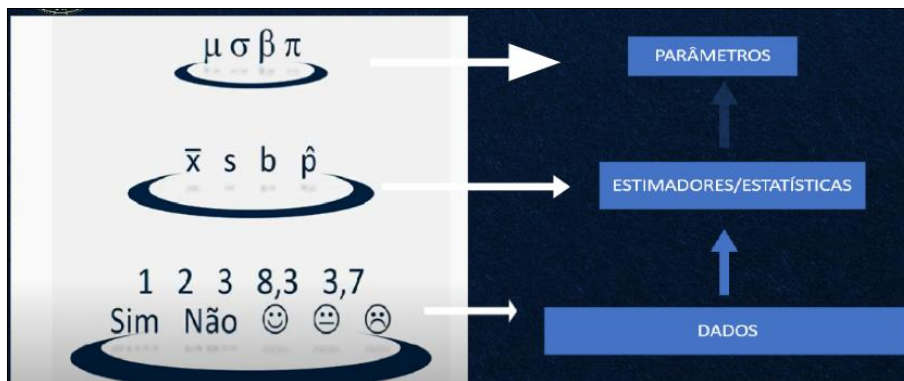 μ σ β π
PARÂMETROS
x̅ s b p̂
ESTIMADORES/ESTATÍSTICAS
1 2 3 8,3 3,7
Sim Não ☺ 😐 ☹
DADOS